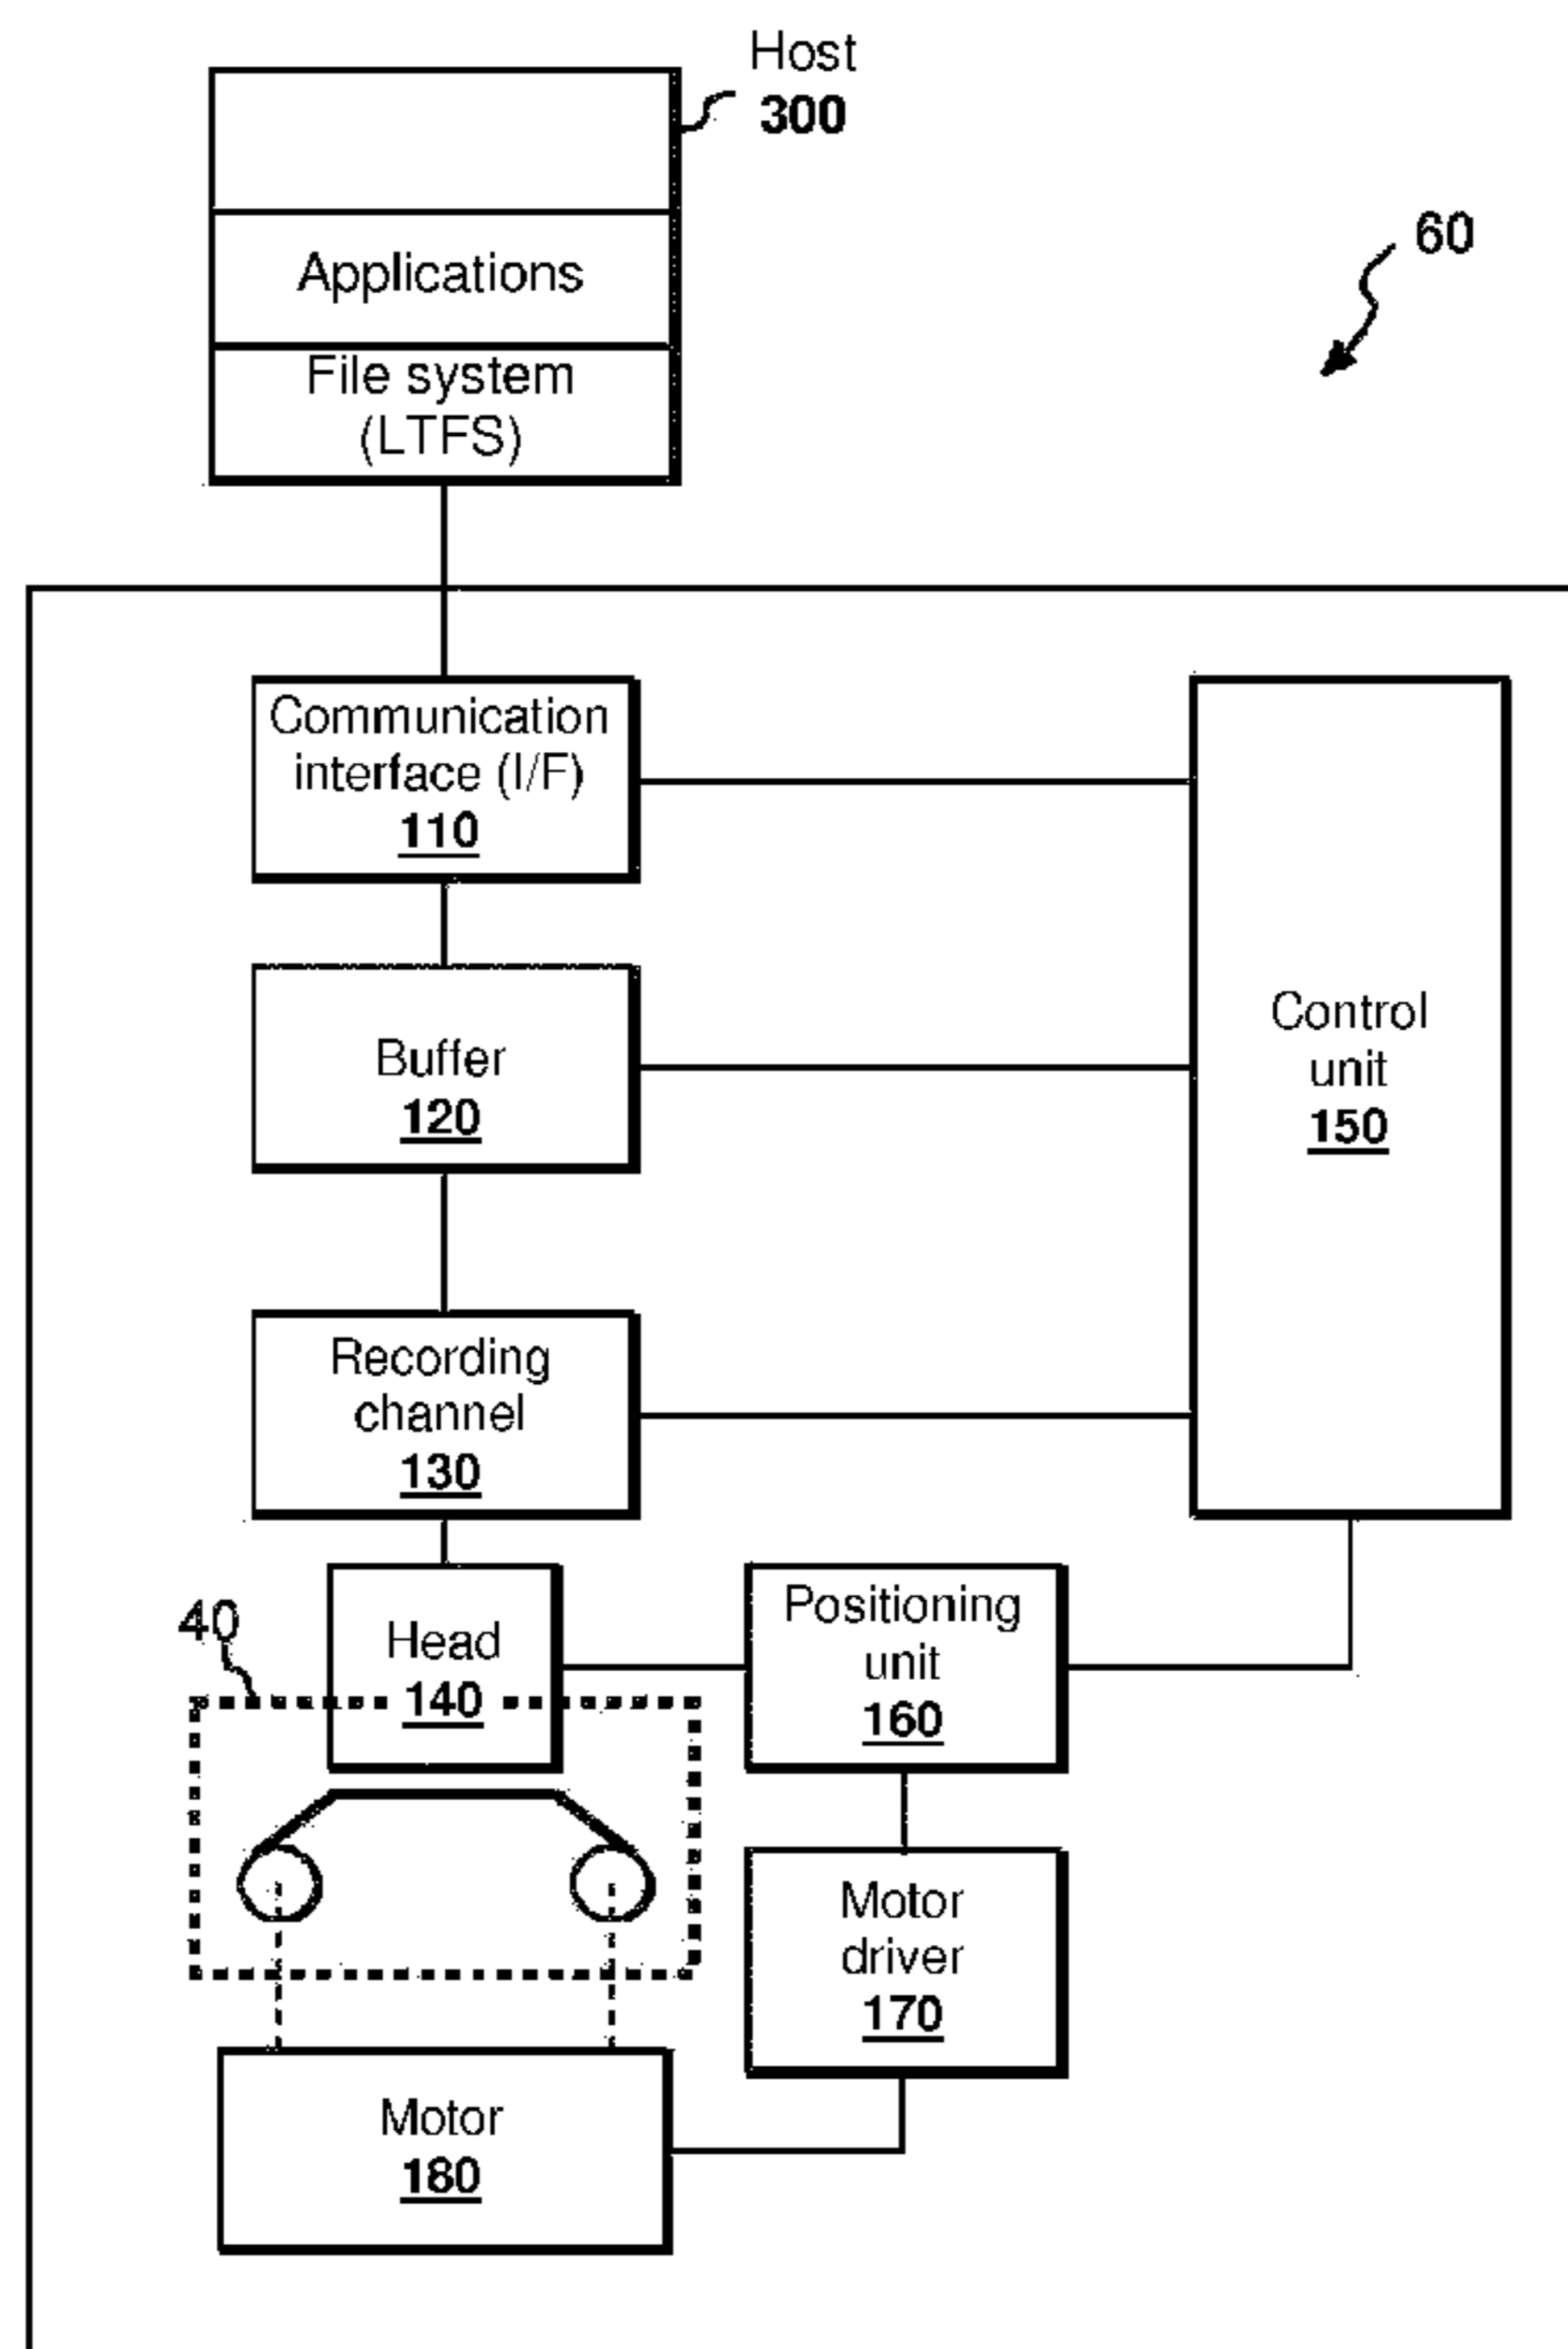 Host
300
60
Applications
File system
(LTFS)
Communication
interface (I/F)
110
Buffer
120
Control
unit
150
Recording
channel
130
40
Head
140
Positioning
unit
160
Motor
driver
170
Motor
180